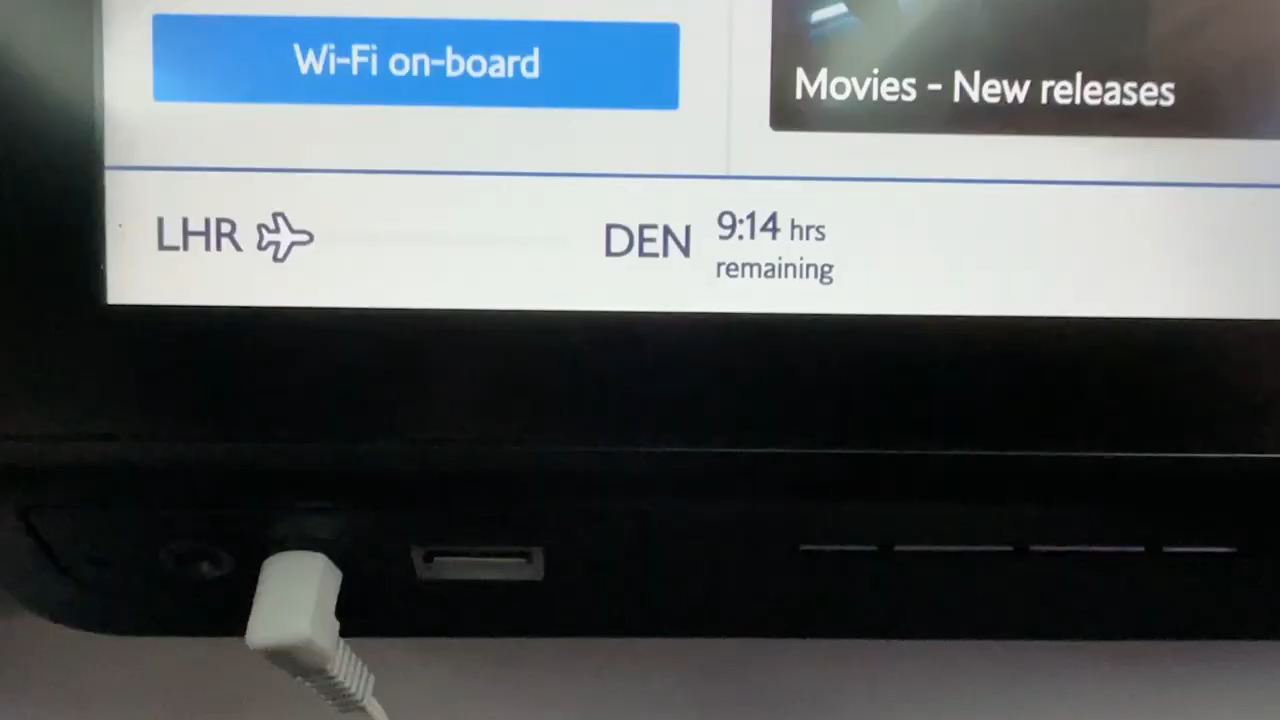 Wi-Fi on-board
Movies - New releases
LHR DEN 9:14 hrs
remaining